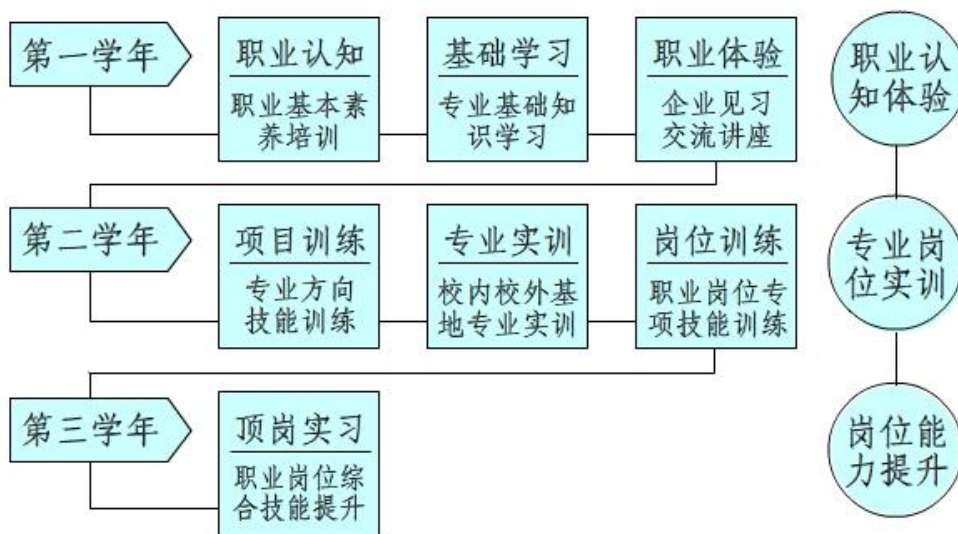 第一学年
职业认知
职业基本素
养培训
基础学习
专业基础知
识学习
职业体验
企业见习
交流讲座
职业认
知体验
第二学年
项目训练
专业方向
技能训练
专业实训
校内校外基
地专业实训
岗位训练
职业岗位专
项技能训练
专业岗
位实训
第三学年
顶岗实习
职业岗位综
合技能提升
岗位能
力提升